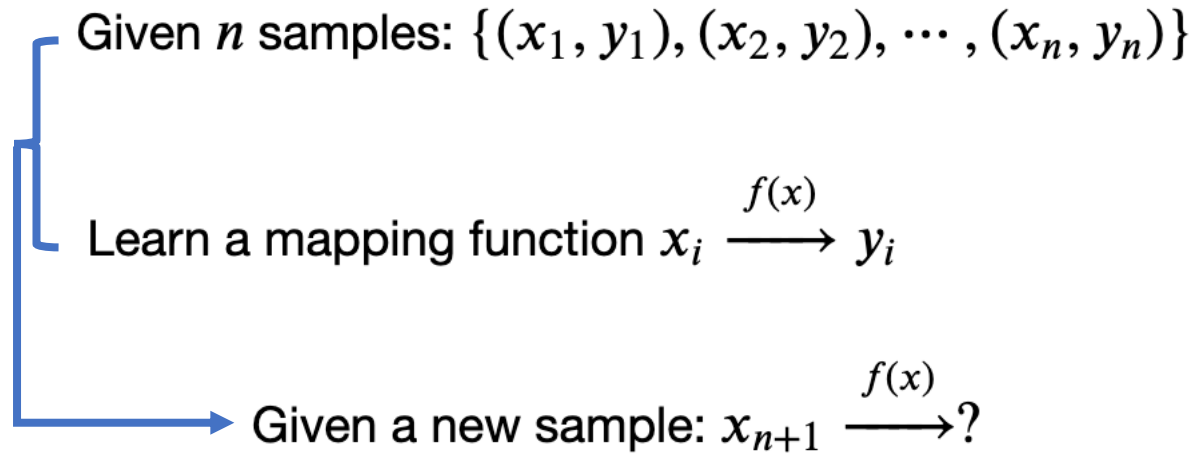 Given n samples: {(x₁, y₁), (x₂, y₂), ⋯ , (xₙ, yₙ)}
f(x)
Learn a mapping function xᵢ ⟶ yᵢ
f(x)
Given a new sample: xₙ₊₁ ⟶?